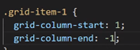 .grid-item-1 {
grid-column-start: 1;
grid-column-end: -1;